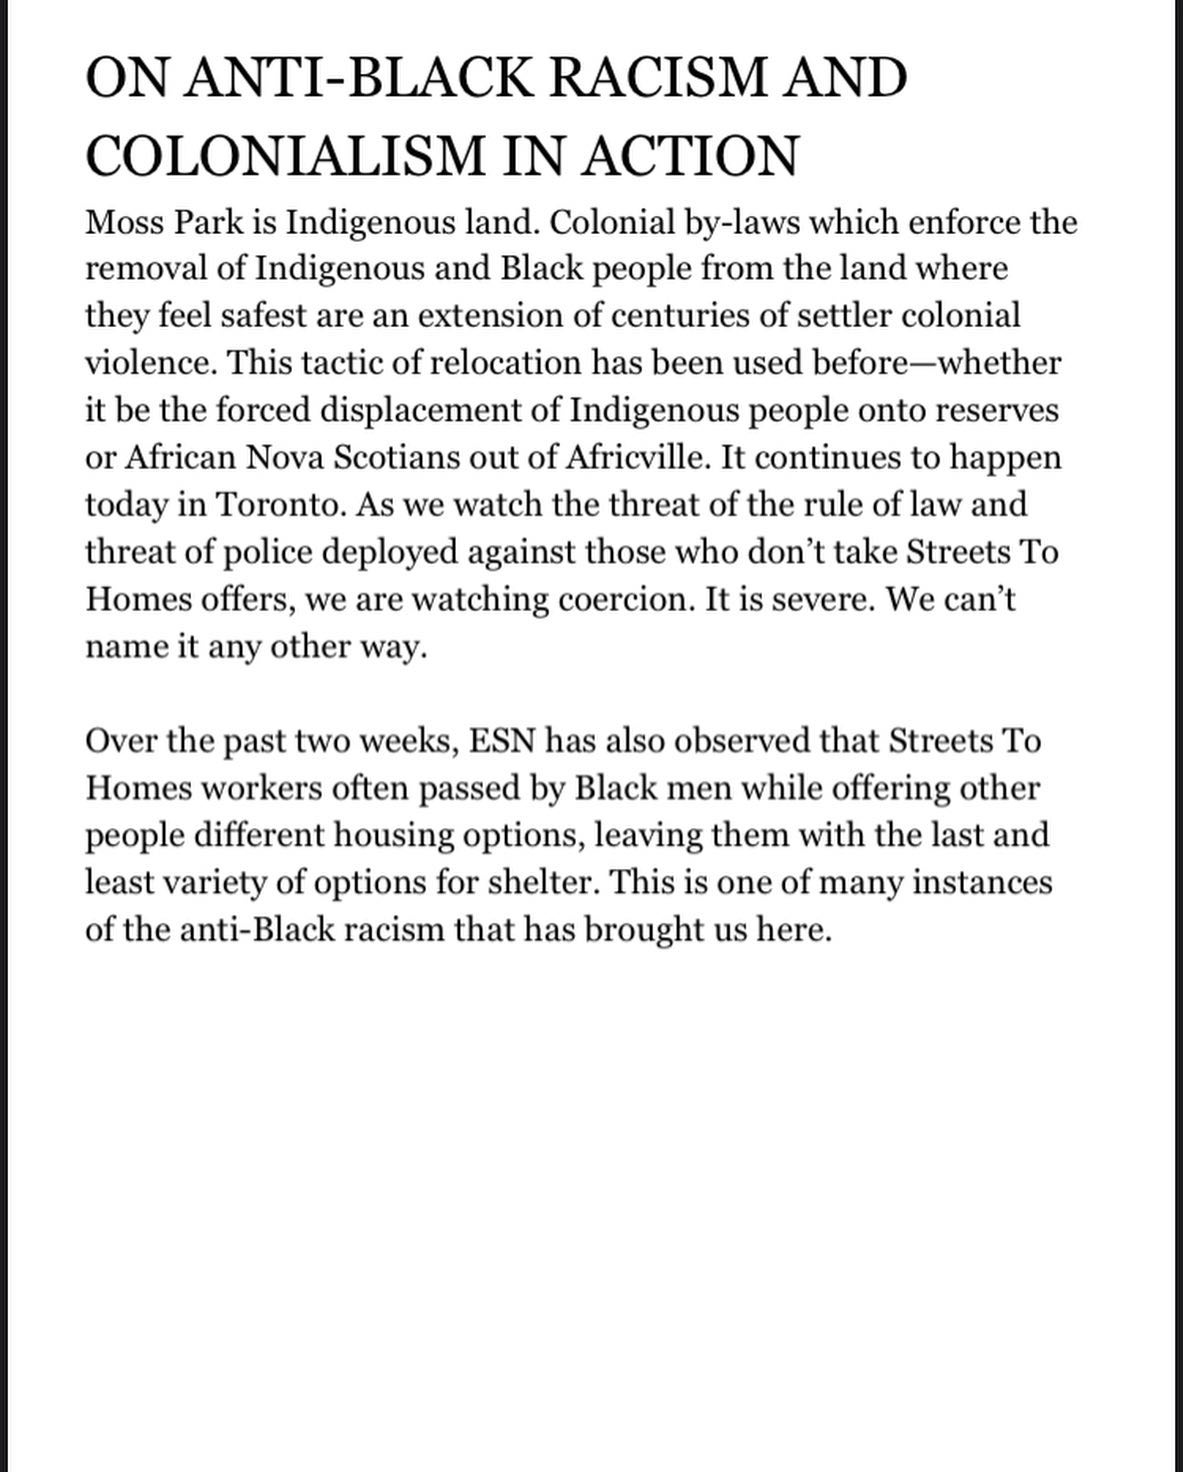 ON ANTI-BLACK RACISM AND
COLONIALISM IN ACTION
Moss Park is Indigenous land. Colonial by-laws which enforce the
removal of Indigenous and Black people from the land where
they feel safest are an extension of centuries of settler colonial
violence. This tactic of relocation has been used before—whether
it be the forced displacement of Indigenous people onto reserves
or African Nova Scotians out of Africville. It continues to happen
today in Toronto. As we watch the threat of the rule of law and
threat of police deployed against those who don’t take Streets To
Homes offers, we are watching coercion. It is severe. We can’t
name it any other way.
Over the past two weeks, ESN has also observed that Streets To
Homes workers often passed by Black men while offering other
people different housing options, leaving them with the last and
least variety of options for shelter. This is one of many instances
of the anti-Black racism that has brought us here.